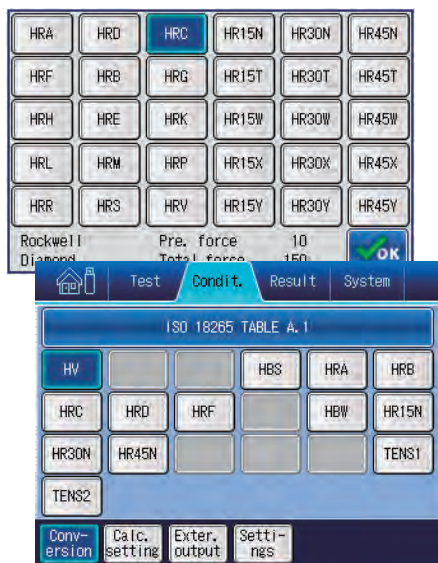 HRA HRD HRC HR15N HR30N HR45N
HRF HRB HRG HR15T HR30T HR45T
HRH HRE HRK HR15W HR30W HR45W
HRL HRM HRP HR15X HR30X HR45X
HRR HRS HRV HR15Y HR30Y HR45Y
Rockwell Pre. force 10
Diamond Total force 150 OK
Test Condit. Result System
ISO 18265 TABLE A.1
HV HBS HRA HRB
HRC HRD HRF HBW HR15N
HR30N HR45N TENS1
TENS2
Conv- Calc. Exter. Setti-
ersion setting output ngs